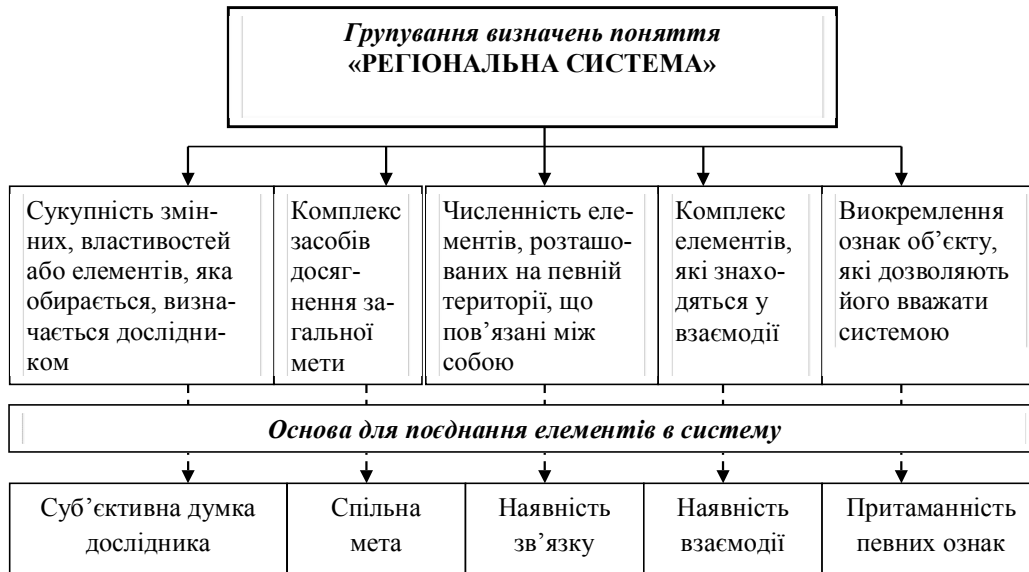 Групування визначень поняття
«РЕГІОНАЛЬНА СИСТЕМА»
Сукупність змін-
них, властивостей
або елементів, яка
обирається, визна-
чається дослідни-
ком
Комплекс
засобів
досяг-
нення за-
гальної
мети
Численність еле-
ментів, розташо-
ваних на певній
території, що
пов’язані між
собою
Комплекс
елементів,
які знахо-
дяться у
взаємодії
Виокремлення
ознак об’єкту,
які дозволяють
його вважати
системою
Основа для поєднання елементів в систему
Суб’єктивна думка
дослідника
Спільна
мета
Наявність
зв’язку
Наявність
взаємодії
Притаманність
певних ознак